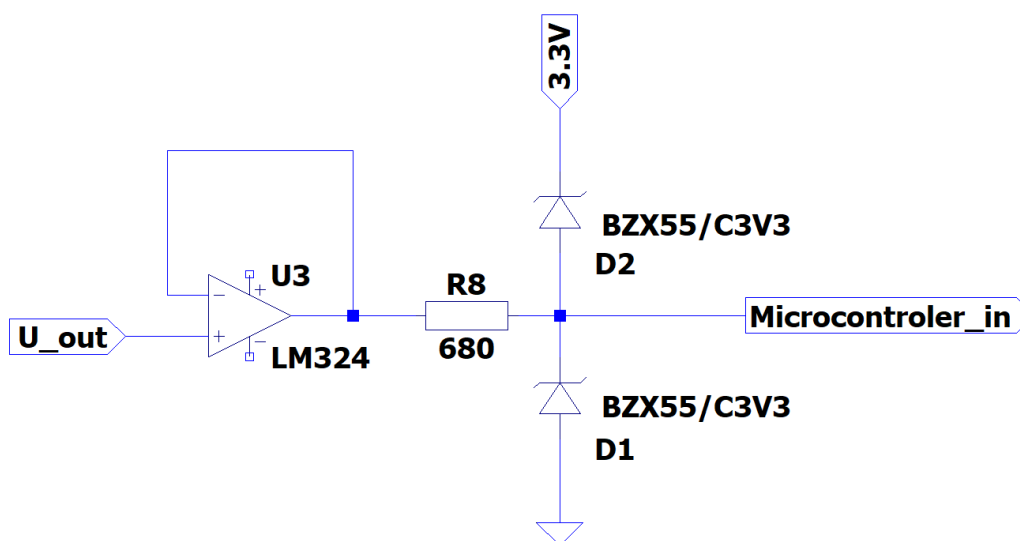 3.3V
BZX55/C3V3
D2
U3
R8
-
+
+
-
U_out
LM324
680
Microcontroler_in
BZX55/C3V3
D1